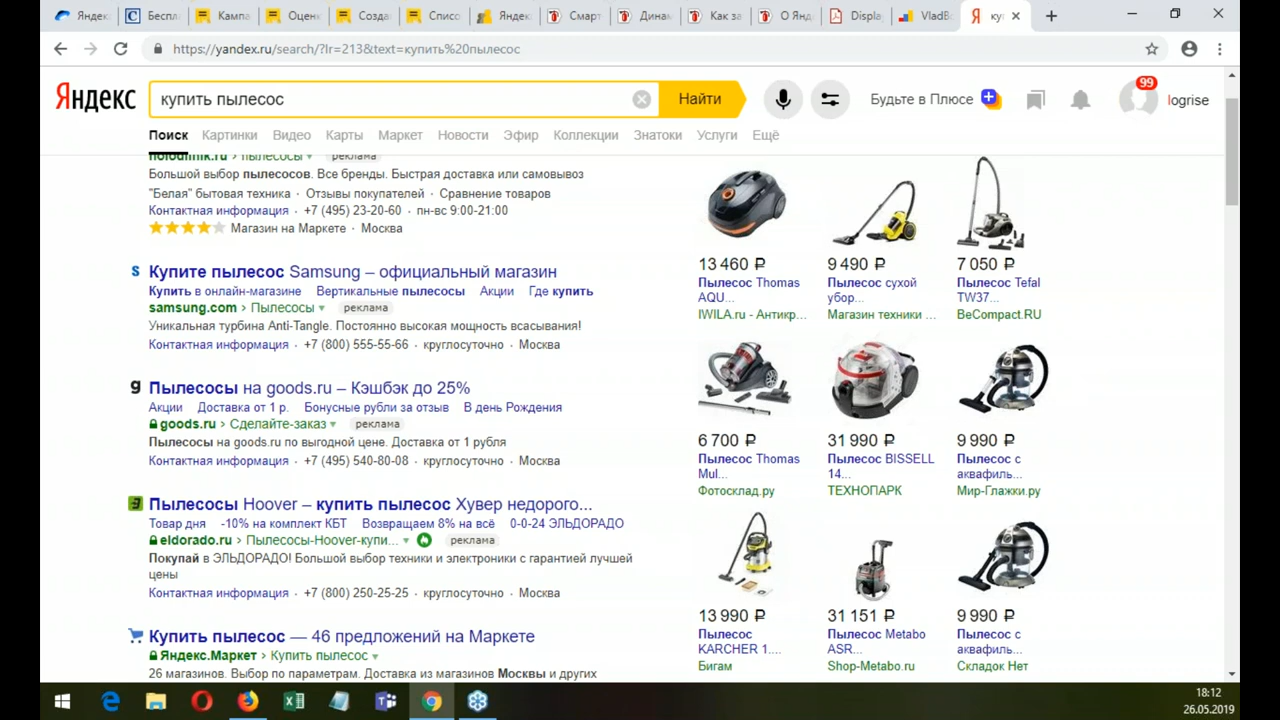 Яндек
Беспл
Кампа
Оценк
Созда
Списо
Яндек
Смарт
Динам
Как за
О Янд
Displa
VladBo
ку
https://yandex.ru/search/?lr=213&text=купить%20пылесос
Яндекс
купить пылесос
Найти
Будьте в Плюсе
99
logrise
Поиск Картинки Видео Карты Маркет Новости Эфир Коллекции Знатоки Услуги Ещё
holodilnik.ru › пылесосы реклама
Большой выбор пылесосов. Все бренды. Быстрая доставка или самовывоз
"Белая" бытовая техника · Отзывы покупателей · Сравнение товаров
Контактная информация · +7 (495) 23-20-60 · пн-вс 9:00-21:00
Магазин на Маркете · Москва
Купите пылесос Samsung – официальный магазин
Купить в онлайн-магазине Вертикальные пылесосы Акции Где купить
samsung.com › Пылесосы реклама
Уникальная турбина Anti-Tangle. Постоянно высокая мощность всасывания!
Контактная информация · +7 (800) 555-55-66 · круглосуточно · Москва
Пылесосы на goods.ru – Кэшбэк до 25%
Акции Доставка от 1 р. Бонусные рубли за отзыв В день Рождения
goods.ru › Сделайте-заказ реклама
Пылесосы на goods.ru по выгодной цене. Доставка от 1 рубля
Контактная информация · +7 (495) 540-80-08 · круглосуточно · Москва
Пылесосы Hoover – купить пылесос Хувер недорого...
Товар дня -10% на комплект КБТ Возвращаем 8% на всё 0-0-24 ЭЛЬДОРАДО
eldorado.ru › Пылесосы-Hoover-купи... реклама
Покупай в ЭЛЬДОРАДО! Большой выбор техники и электроники с гарантией лучшей
цены
Контактная информация · +7 (800) 250-25-25 · круглосуточно · Москва
Купить пылесос — 46 предложений на Маркете
Яндекс.Маркет › Купить пылесос
26 магазинов. Выбор по параметрам. Доставка из магазинов Москвы и других
13 460 ₽
Пылесос Thomas
AQU...
IWILA.ru - Антикр...
9 490 ₽
Пылесос сухой
убор...
Магазин техники ...
7 050 ₽
Пылесос Tefal
TW37...
BeCompact.RU
6 700 ₽
Пылесос Thomas
Mul...
Фотосклад.ру
31 990 ₽
Пылесос BISSELL
14...
ТЕХНОПАРК
9 990 ₽
Пылесос с
аквафиль...
Мир-Глажки.ру
13 990 ₽
Пылесос
KARCHER 1....
Бигам
31 151 ₽
Пылесос Metabo
ASR...
Shop-Metabo.ru
9 990 ₽
Пылесос с
аквафиль...
Складок Нет
18:12
26.05.2019